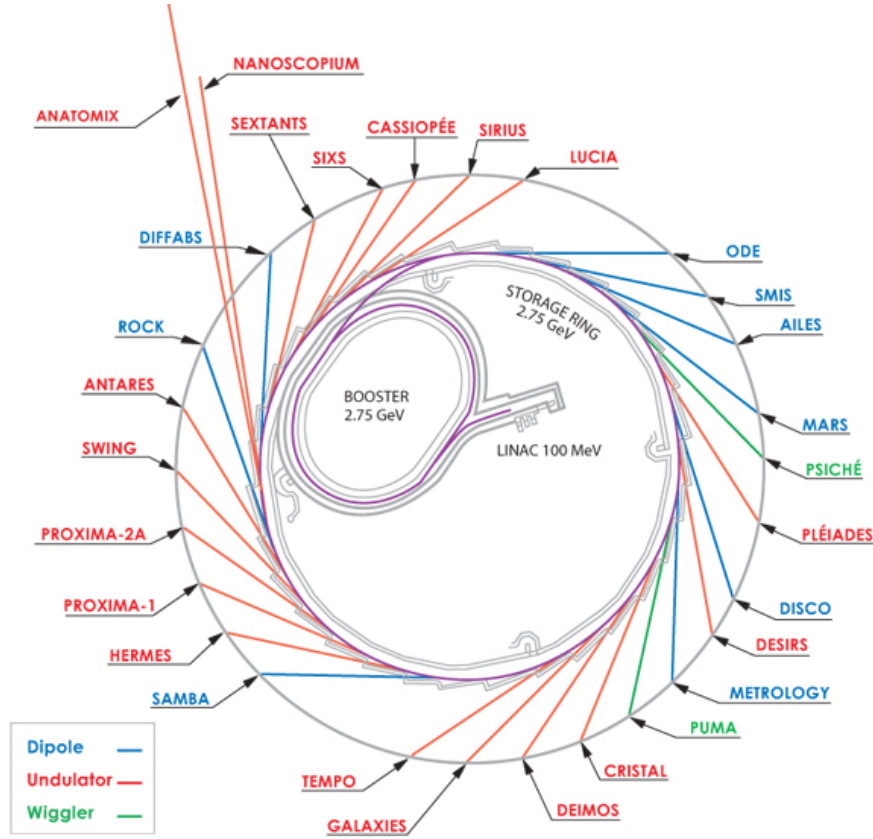 NANOSCOPIUM
ANATOMIX
SEXTANTS
CASSIOPÉE
SIRIUS
SIXS
LUCIA
DIFFABS
ODE
SMIS
STORAGE RING
2.75 GeV
ROCK
AILES
ANTARES
BOOSTER
2.75 GeV
MARS
SWING
LINAC 100 MeV
PSICHÉ
PROXIMA-2A
PLÉIADES
PROXIMA-1
DISCO
HERMES
DESIRS
SAMBA
METROLOGY
PUMA
Dipole
Undulator
Wiggler
TEMPO
CRISTAL
DEIMOS
GALAXIES